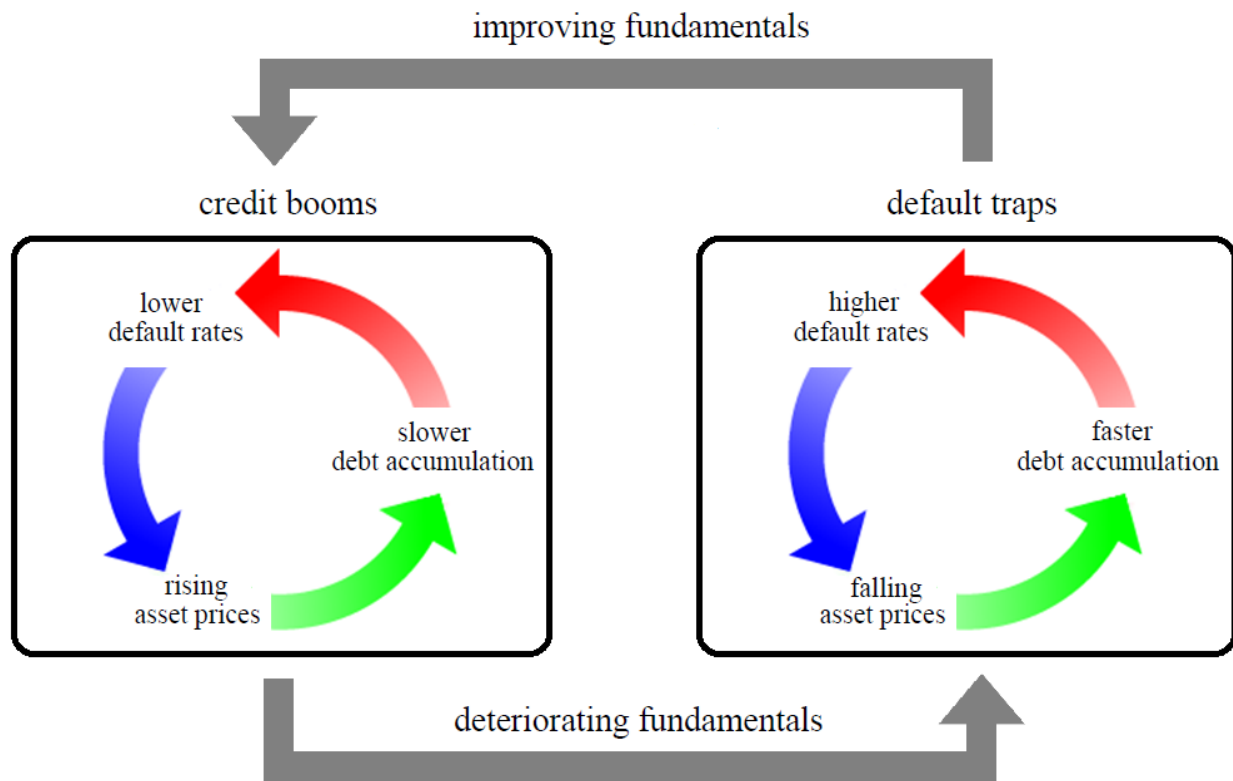 improving fundamentals
credit booms
lower
default rates
slower
debt accumulation
rising
asset prices
default traps
higher
default rates
faster
debt accumulation
falling
asset prices
deteriorating fundamentals